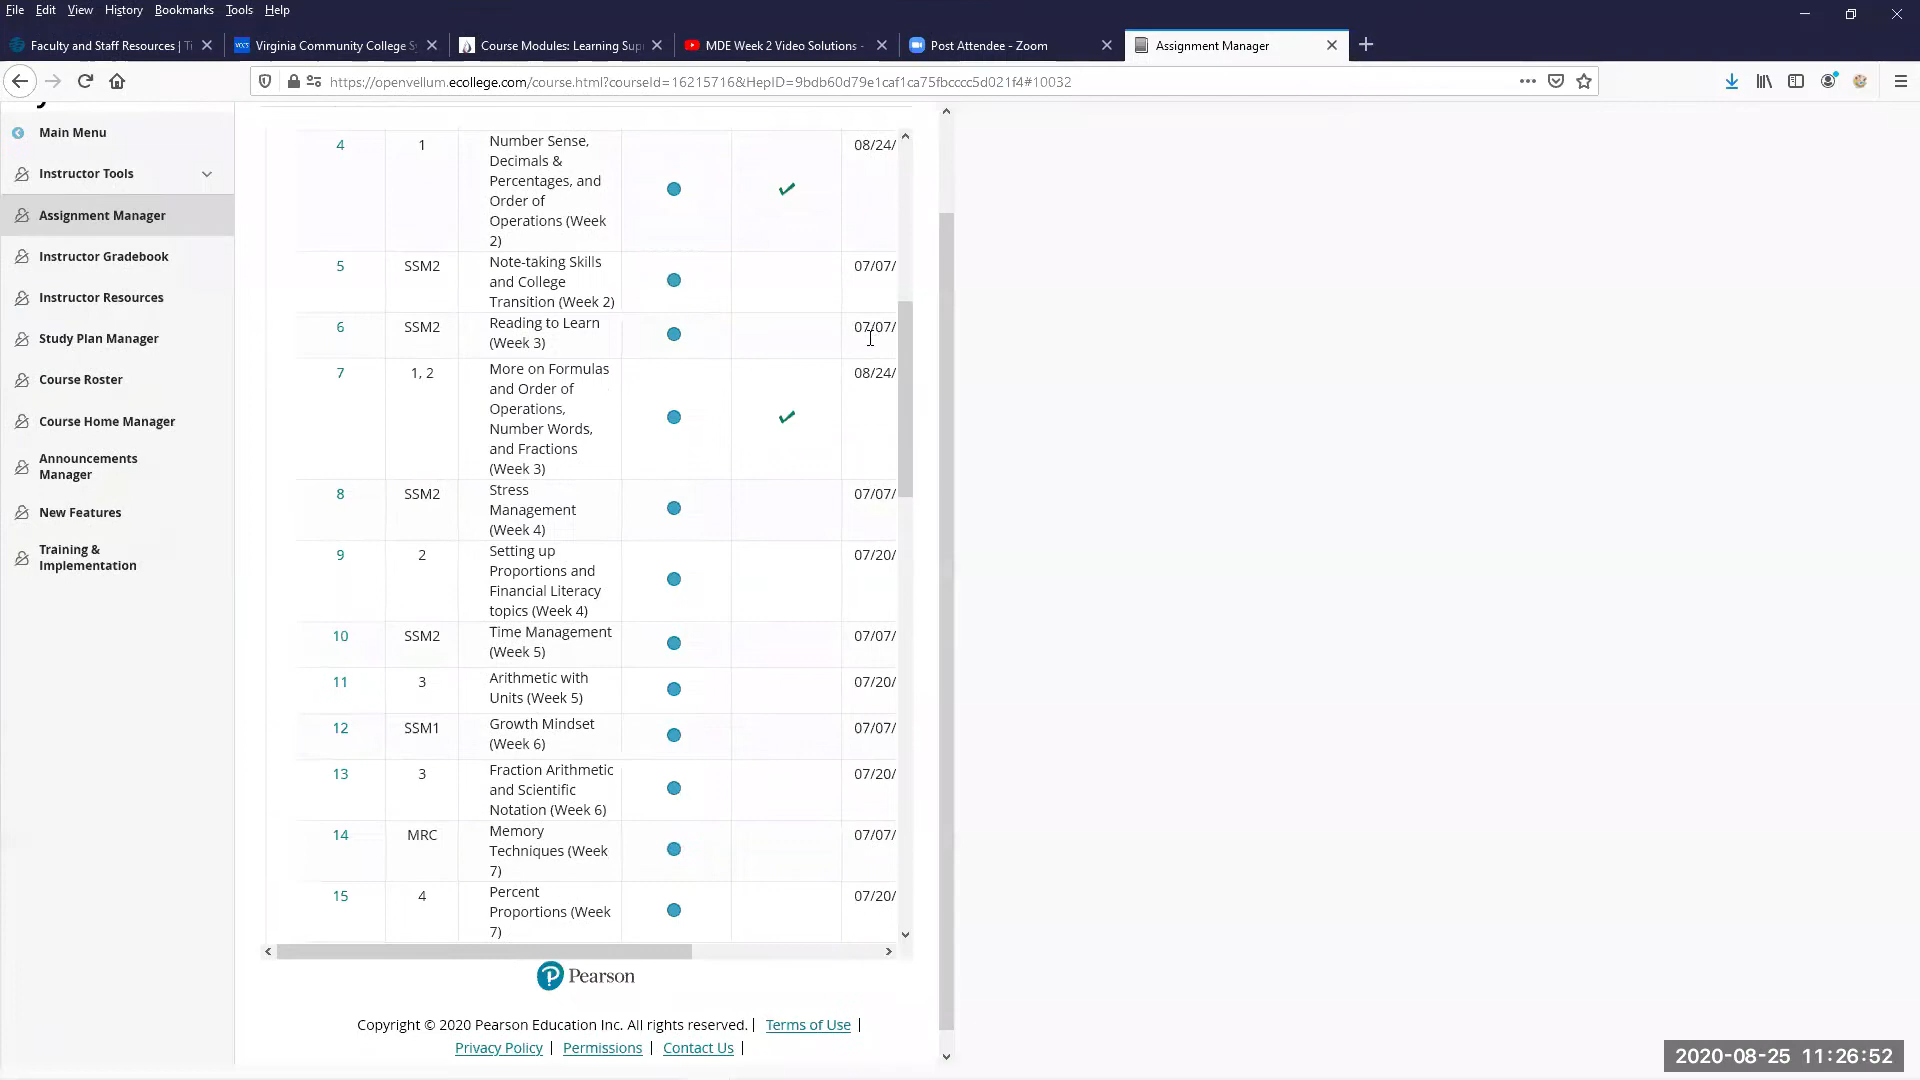 File Edit View History Bookmarks Tools Help
Faculty and Staff Resources | Ti
Virginia Community College Sy
Course Modules: Learning Sup
MDE Week 2 Video Solutions -
Post Attendee - Zoom
Assignment Manager
https://openvellum.ecollege.com/course.html?courseId=16215716&HepID=9bdb60d79e1caf1ca75fbcccc5d021f4#10032
Main Menu
Instructor Tools
Assignment Manager
Instructor Gradebook
Instructor Resources
Study Plan Manager
Course Roster
Course Home Manager
Announcements
Manager
New Features
Training &
Implementation
4 1 Number Sense, 08/24/
Decimals &
Percentages, and
Order of
Operations (Week
2)
5 SSM2 Note-taking Skills 07/07/
and College
Transition (Week 2)
6 SSM2 Reading to Learn 07/07/
(Week 3)
7 1, 2 More on Formulas 08/24/
and Order of
Operations,
Number Words,
and Fractions
(Week 3)
8 SSM2 Stress 07/07/
Management
(Week 4)
9 2 Setting up 07/20/
Proportions and
Financial Literacy
topics (Week 4)
10 SSM2 Time Management 07/07/
(Week 5)
11 3 Arithmetic with 07/20/
Units (Week 5)
12 SSM1 Growth Mindset 07/07/
(Week 6)
13 3 Fraction Arithmetic 07/20/
and Scientific
Notation (Week 6)
14 MRC Memory 07/07/
Techniques (Week
7)
15 4 Percent 07/20/
Proportions (Week
7)
Pearson
Copyright © 2020 Pearson Education Inc. All rights reserved. | Terms of Use |
Privacy Policy | Permissions | Contact Us |
2020-08-25 11:26:52